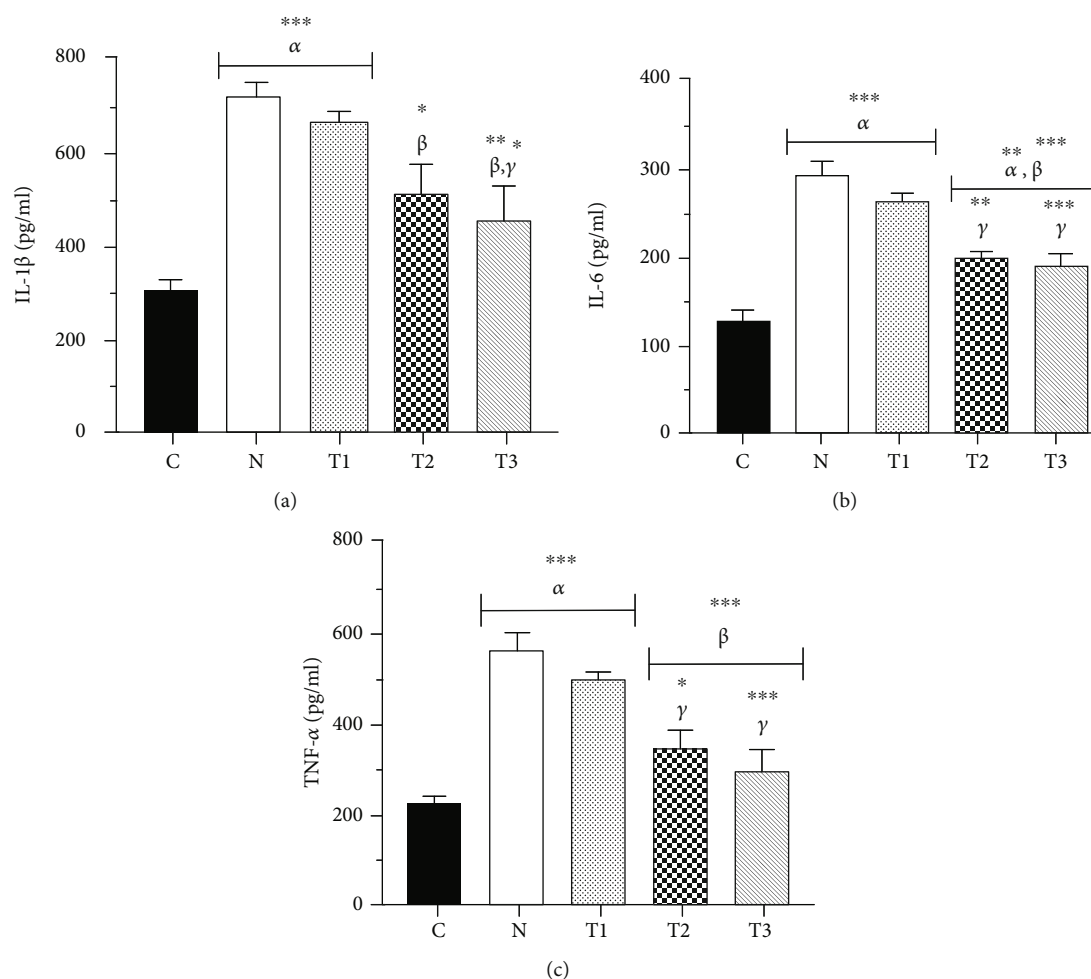 ***
α
*
β
** *
β,γ
800
600
400
200
0
IL-1β (pg/ml)
C N T1 T2 T3
(a)
***
α
** ***
α , β
** ***
γ γ
400
300
200
100
0
IL-6 (pg/ml)
C N T1 T2 T3
(b)
***
α
***
β
* ***
γ γ
800
600
400
200
0
TNF-α (pg/ml)
C N T1 T2 T3
(c)